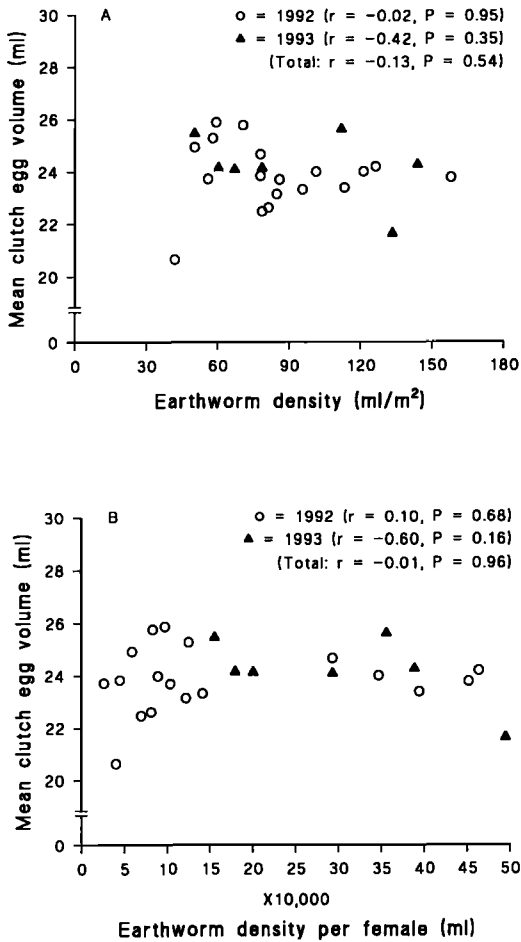 A
○ = 1992 (r = −0.02, P = 0.95)
▲ = 1993 (r = −0.42, P = 0.35)
(Total: r = −0.13, P = 0.54)
Mean clutch egg volume (ml)
30
28
26
24
22
20
0
0 30 60 90 120 150 180
Earthworm density (ml/m²)
B
○ = 1992 (r = 0.10, P = 0.68)
▲ = 1993 (r = −0.60, P = 0.16)
(Total: r = −0.01, P = 0.96)
Mean clutch egg volume (ml)
30
28
26
24
22
20
0
0 5 10 15 20 25 30 35 40 45 50
X10,000
Earthworm density per female (ml)